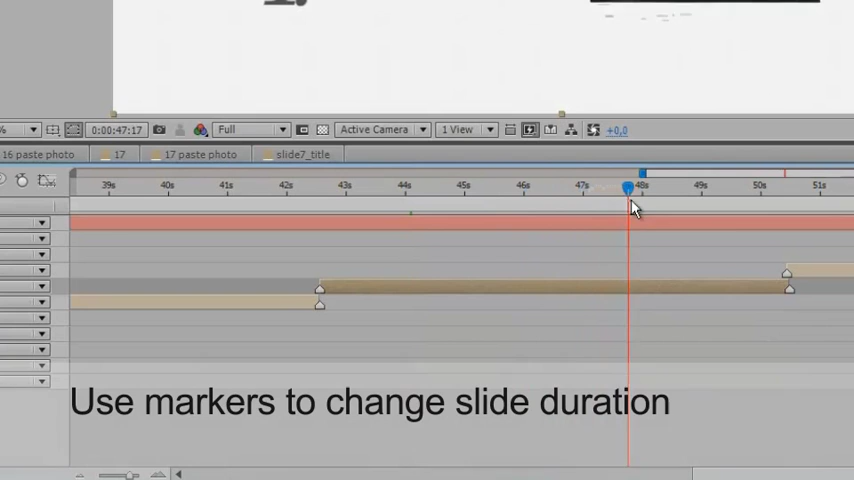 %
0:00:47:17
Full
Active Camera
1 View
+0,0
16 paste photo
17
17 paste photo
slide7_title
39s
40s
41s
42s
43s
44s
45s
46s
47s
48s
49s
50s
51s
Use markers to change slide duration